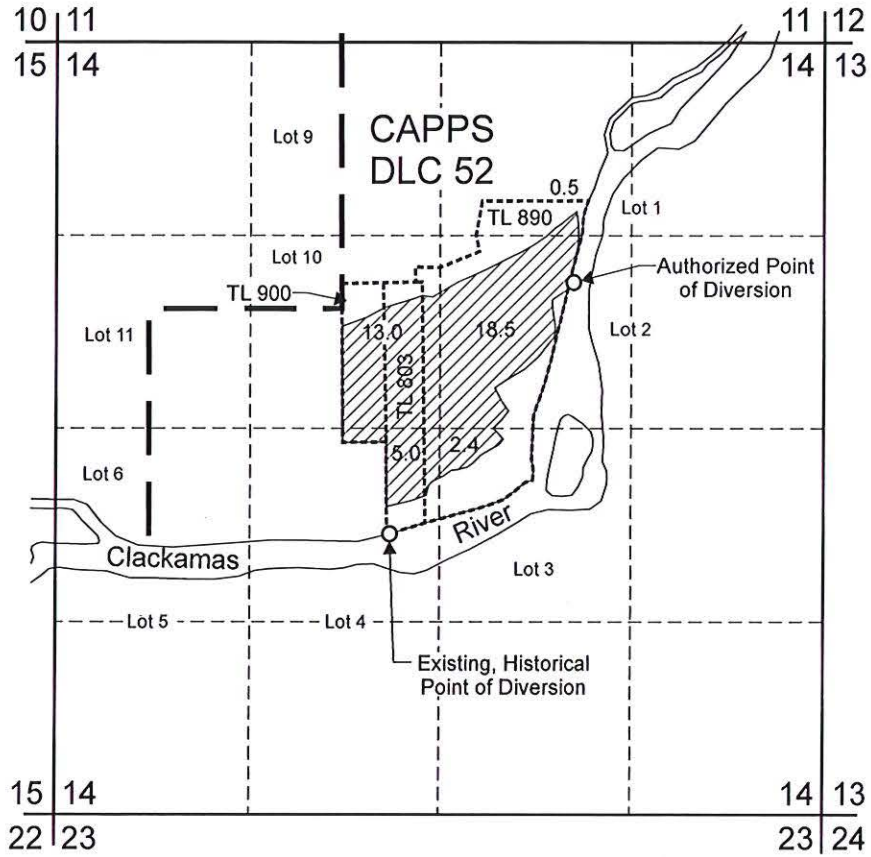 10 11
11 12
15 14
14 13
Lot 9
CAPPS
DLC 52
0.5
TL 890
Lot 1
Lot 10
Authorized Point
of Diversion
TL 900
Lot 11
13.0
18.5
Lot 2
TL 803
Lot 6
5.0
2.4
River
Clackamas
Lot 3
Lot 5
Lot 4
Existing, Historical
Point of Diversion
15 14
14 13
22 23
23 24